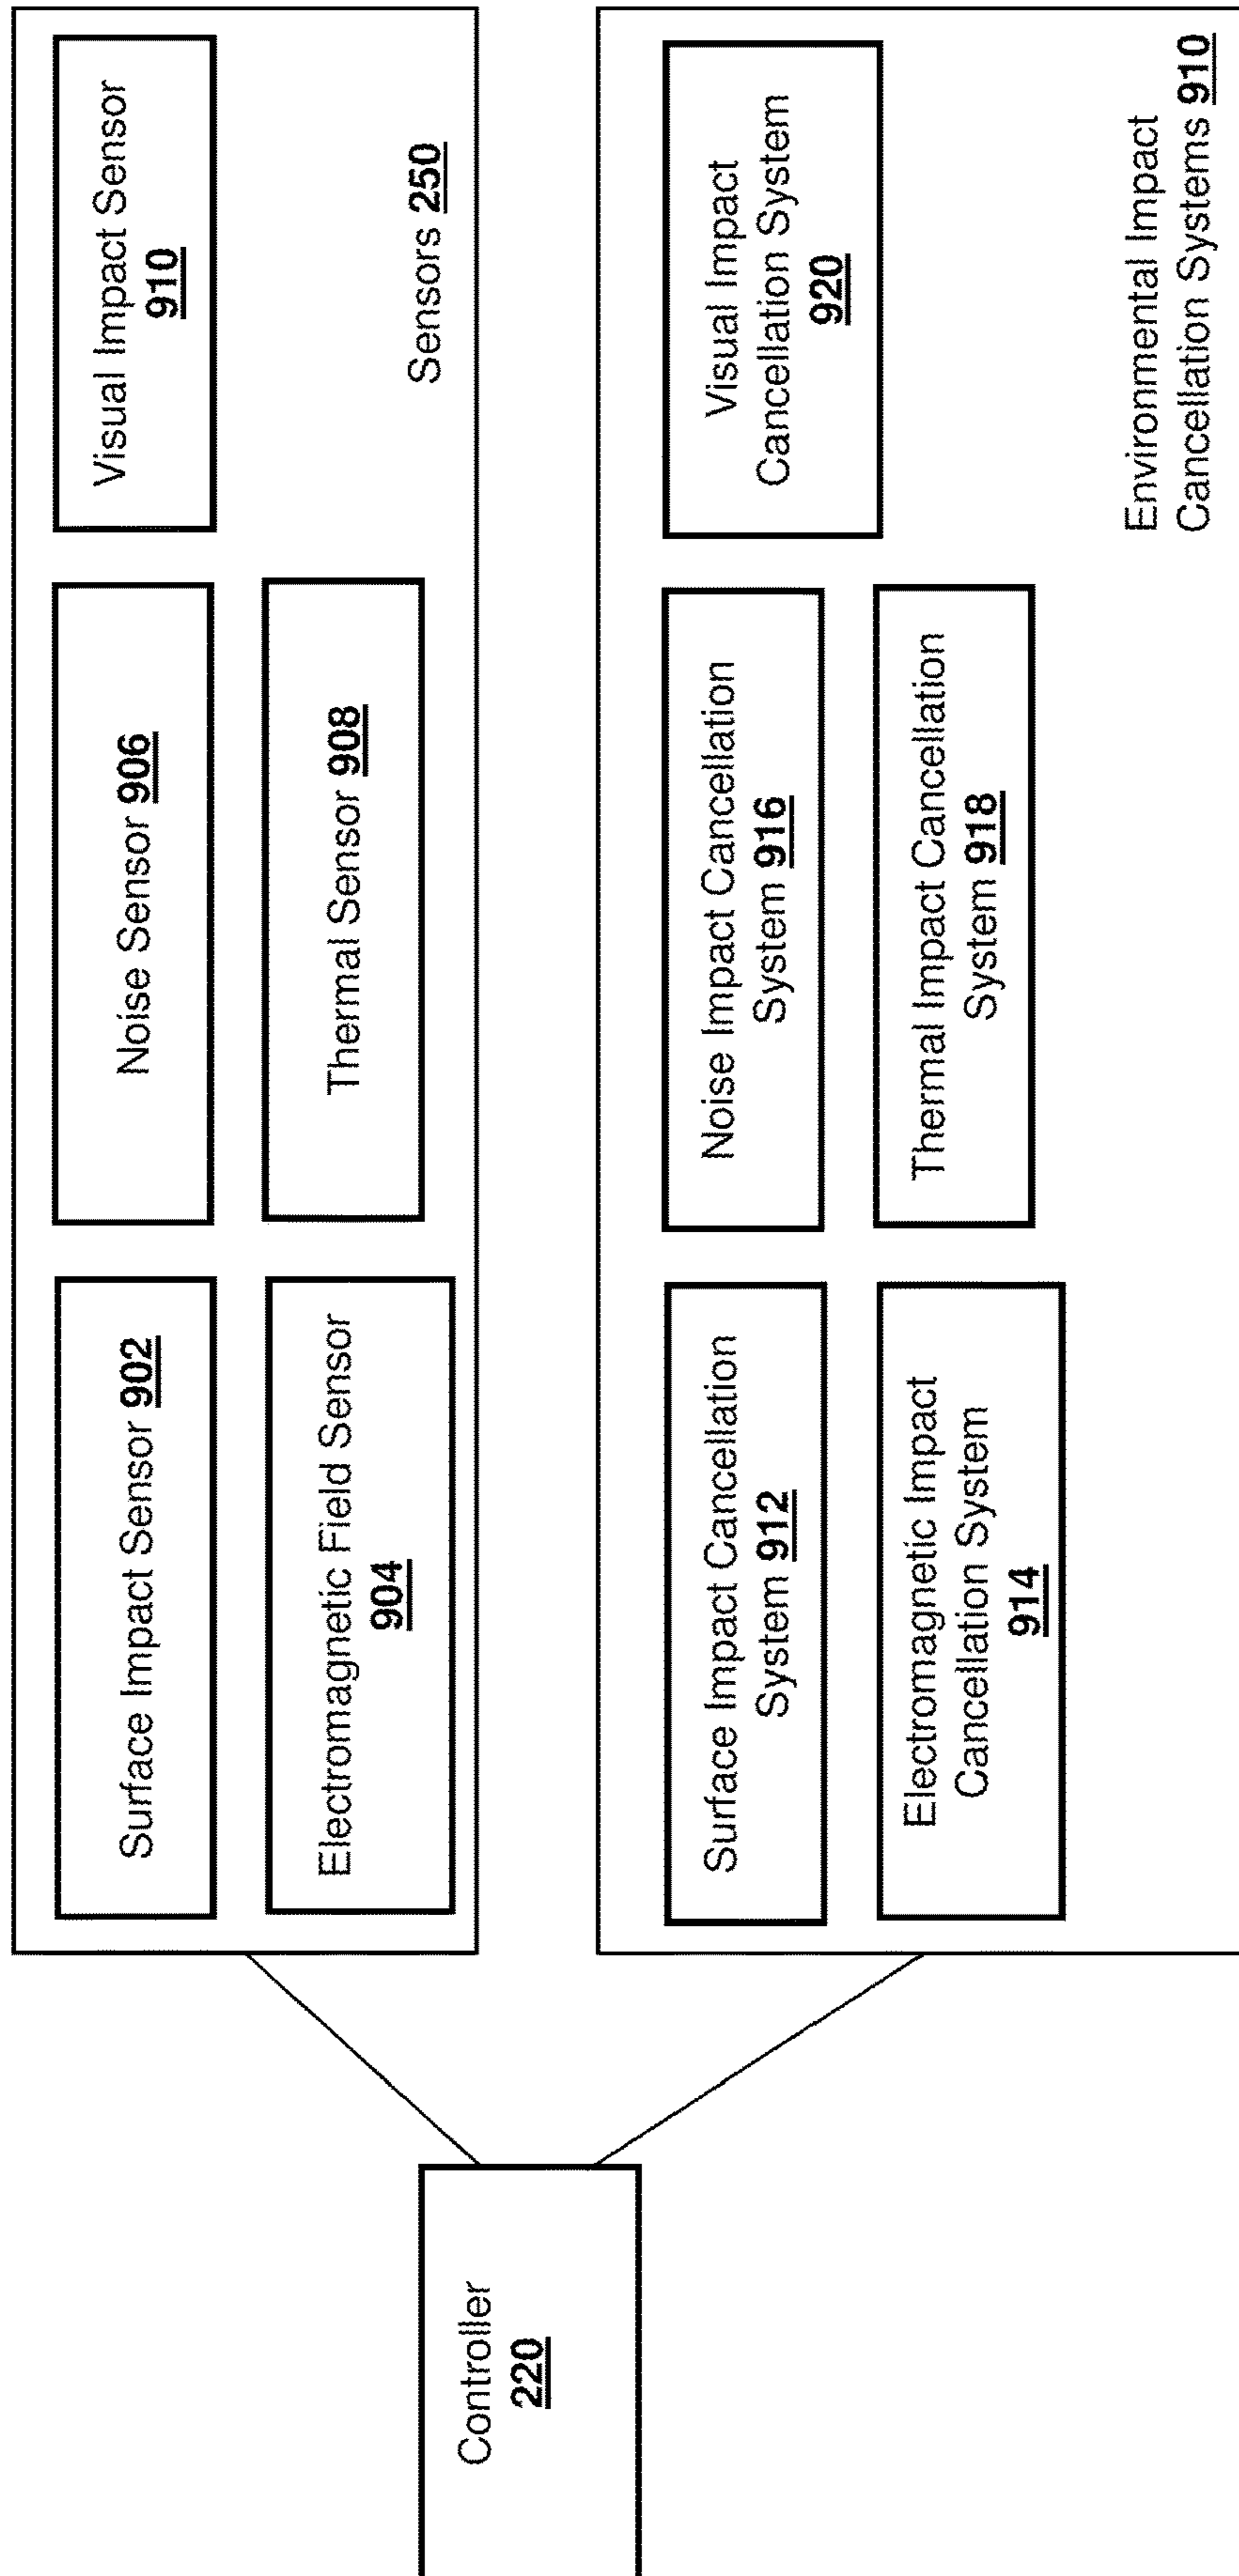 Controller
220
Surface Impact Sensor 902
Noise Sensor 906
Visual Impact Sensor
910
Electromagnetic Field Sensor
904
Thermal Sensor 908
Sensors 250
Surface Impact Cancellation
System 912
Noise Impact Cancellation
System 916
Visual Impact
Cancellation System
920
Electromagnetic Impact
Cancellation System
914
Thermal Impact Cancellation
System 918
Environmental Impact
Cancellation Systems 910